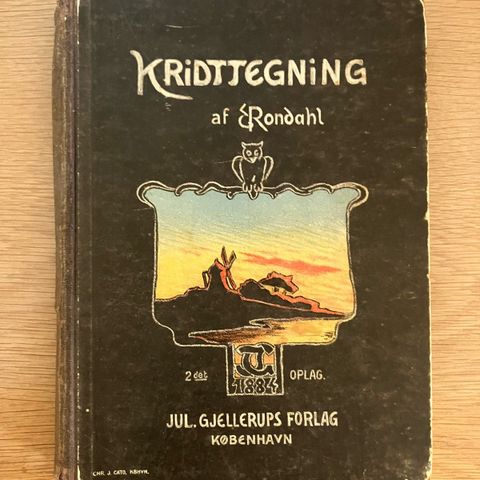 KRIDTTEGNING
af E Rondahl
T
2det 1884 OPLAG.
JUL. GJELLERUPS FORLAG
KØBENHAVN
CHR. J. CATO, KBHVN.